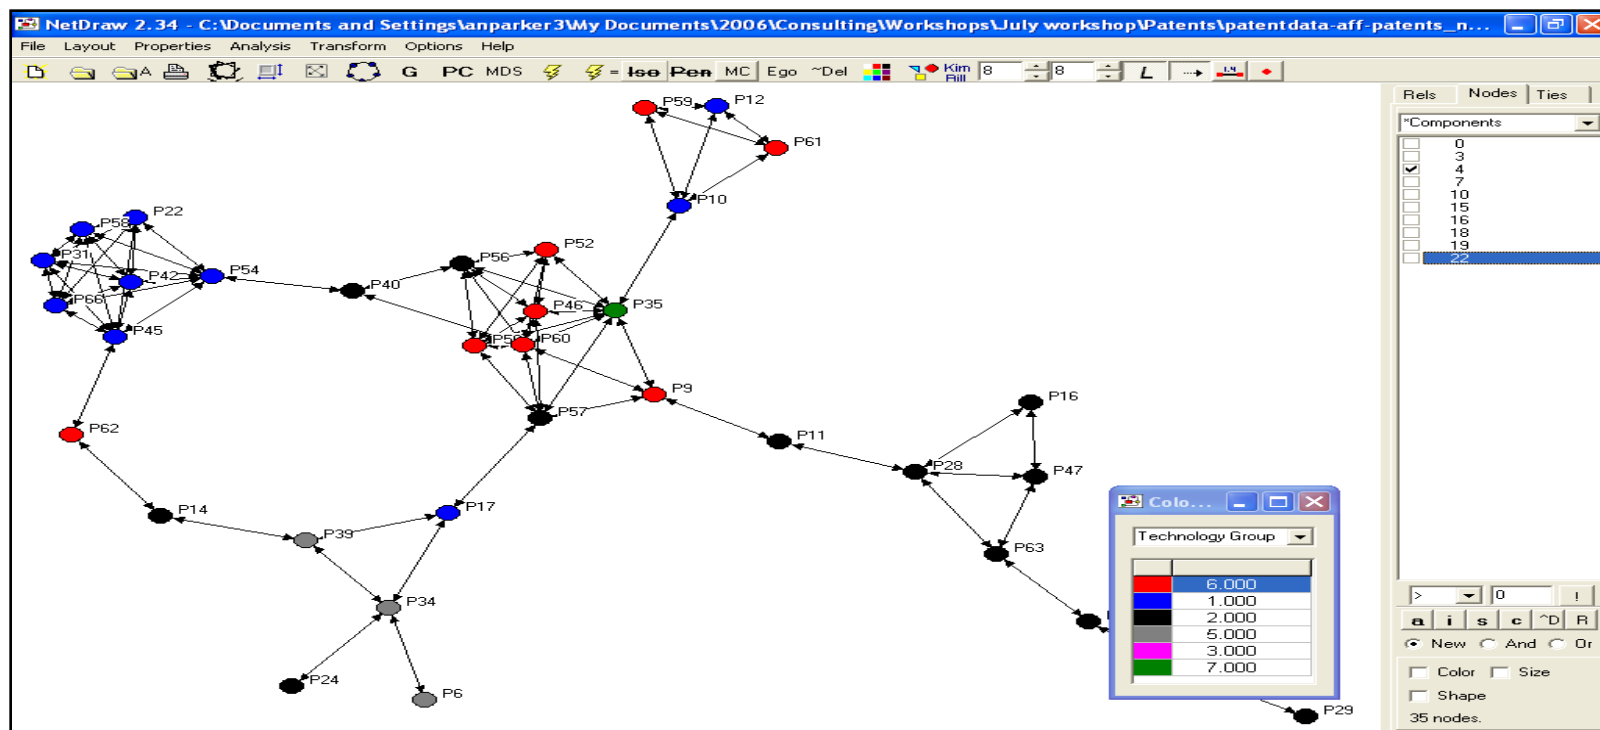 NetDraw 2.34 - C:\Documents and Settings\anparker3\My Documents\2006\Consulting\Workshops\July workshop\Patents\patentdata-aff-patents_n...
File Layout Properties Analysis Transform Options Help
A G PC MDS = Iso Pen MC Ego ~Del Kim Bill 8 8 L 1.4
Rels Nodes Ties
*Components
0
3
4
7
10
15
16
18
19
22
P59 P12
P61
P10
P22
P58
P31
P42 P54
P66
P45
P40
P56 P52
P46 P35
P60
P9
P57
P62
P14
P39
P17
P34
P24
P6
P11
P16
P28 P47
P63
P29
Colo...
Technology Group
6.000
1.000
2.000
5.000
3.000
7.000
> 0 !
a i s c ^D R
New And Or
Color Size
Shape
35 nodes.